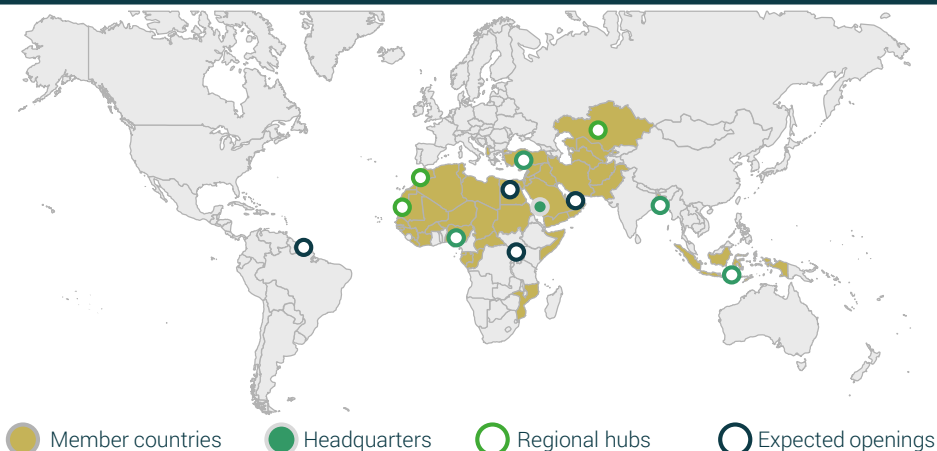 Member countries
Headquarters
Regional hubs
Expected openings